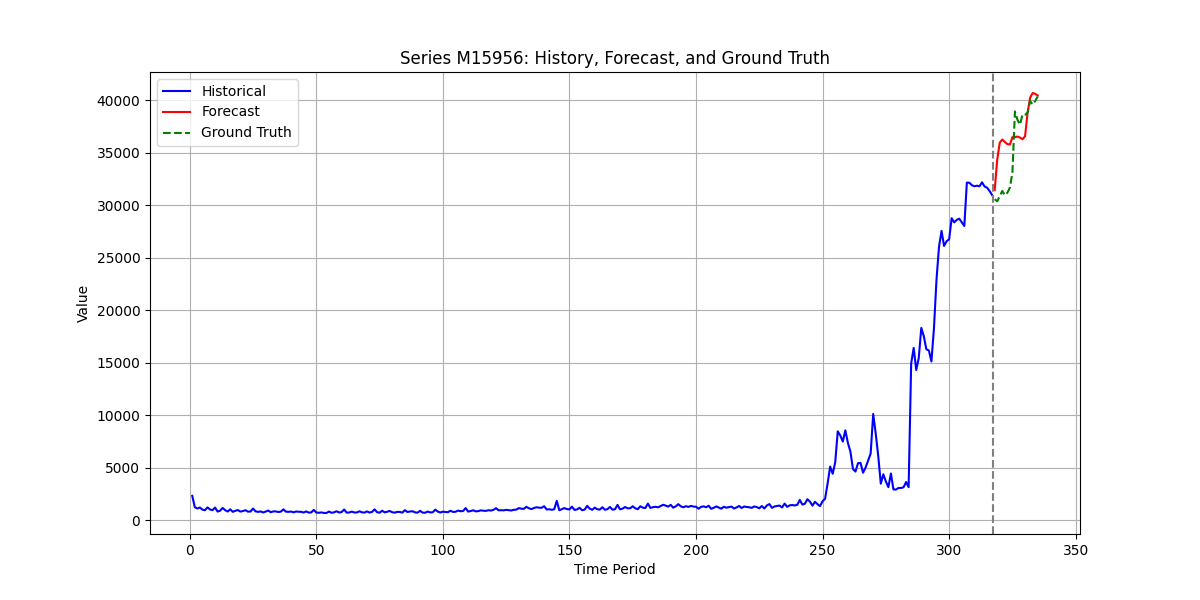 Series M15956: History, Forecast, and Ground Truth
Historical
Forecast
Ground Truth
40000
35000
30000
25000
20000
15000
10000
5000
0
Value
0 50 100 150 200 250 300 350
Time Period